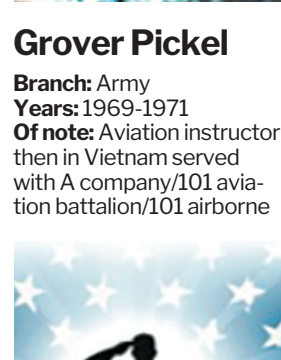 Grover Pickel
Branch: Army
Years: 1969-1971
Of note: Aviation instructor
then in Vietnam served
with A company/101 avia-
tion battalion/101 airborne